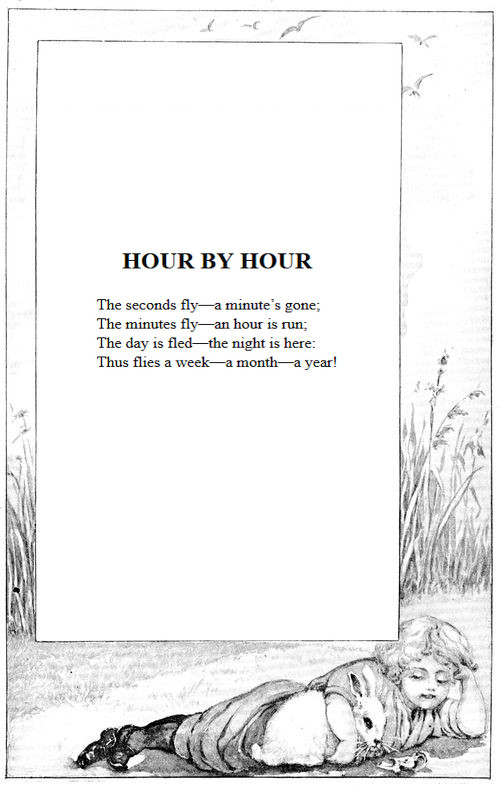 HOUR BY HOUR
The seconds fly—a minute's gone;
The minutes fly—an hour is run;
The day is fled—the night is here:
Thus flies a week—a month—a year!